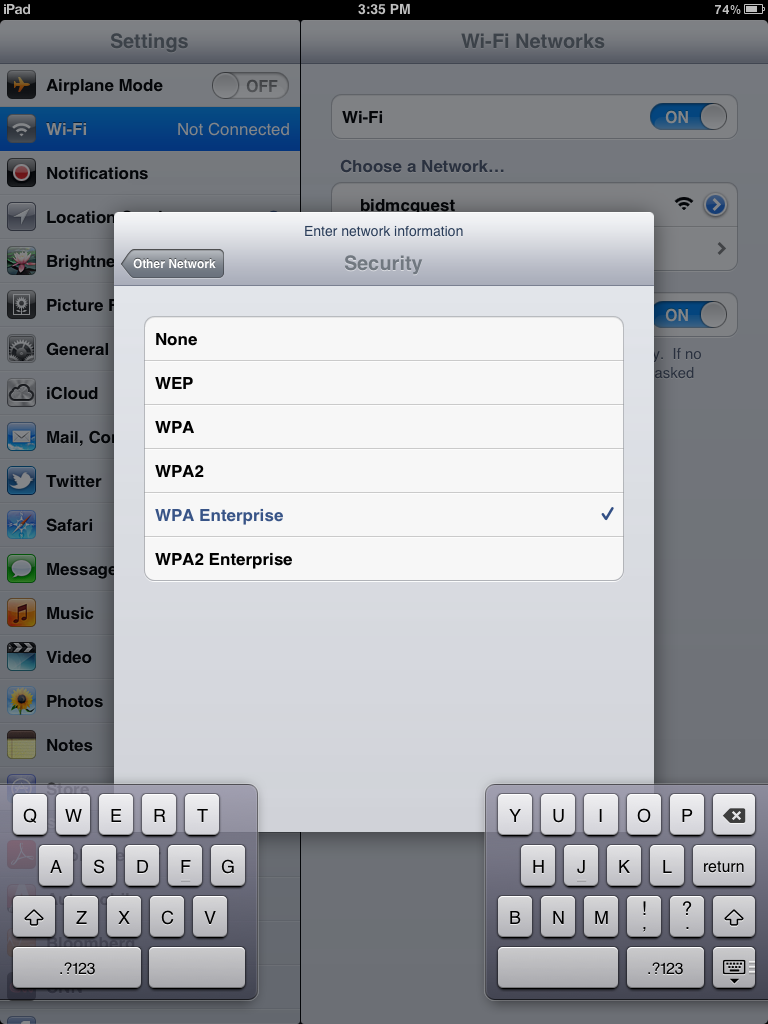 iPad 3:35 PM 74%
Settings
Airplane Mode OFF
Wi-Fi Not Connected
Notifications
Location
Brightne
Picture F
General
iCloud
Mail, Co
Twitter
Safari
Message
Music
Video
Photos
Notes
Store
Bloomberg
Wi-Fi Networks
Wi-Fi ON
Choose a Network...
bidmcguest
ON
y. If no
asked
Enter network information
Other Network Security
None
WEP
WPA
WPA2
WPA Enterprise
WPA2 Enterprise
Q W E R T
A S D F G
Z X C V
.?123
Y U I O P
H J K L return
B N M ! , ? .
.?123